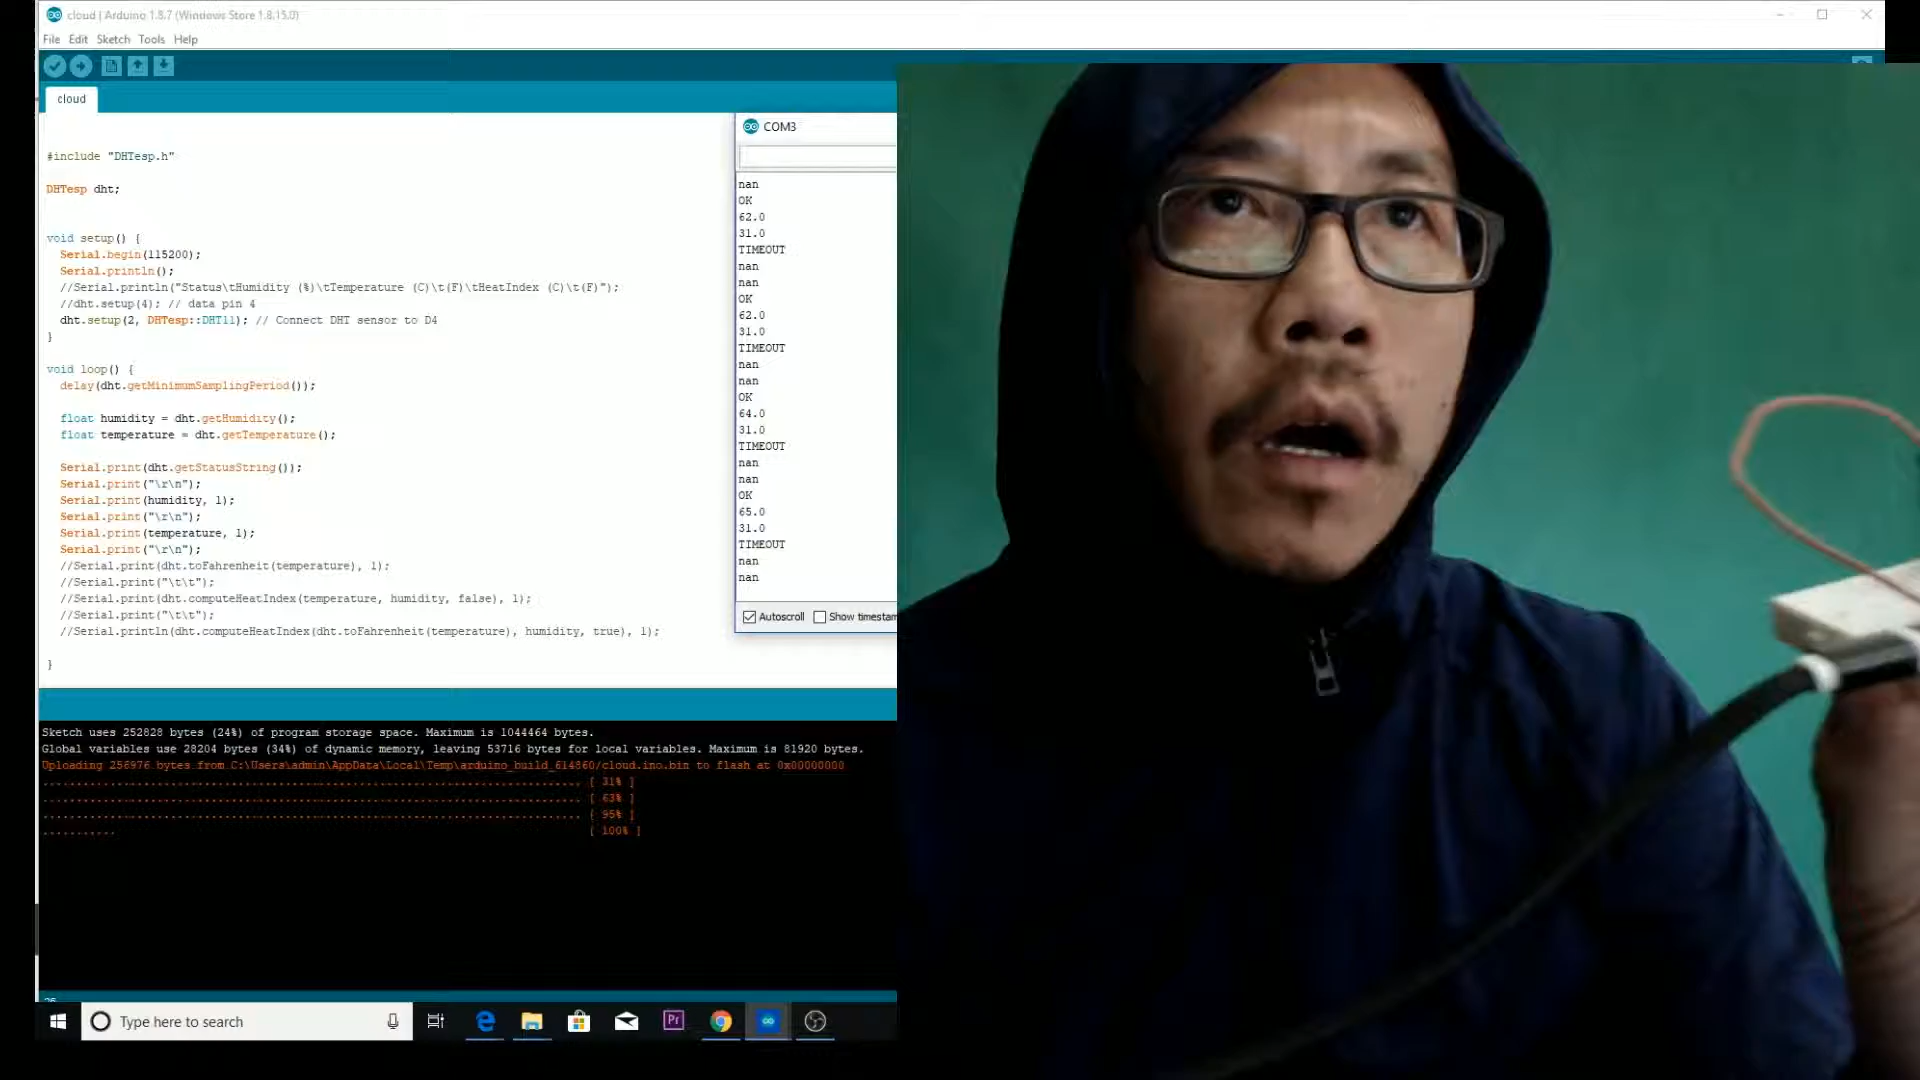 cloud | Arduino 1.8.7 (Windows Store 1.8.15.0)
File Edit Sketch Tools Help
cloud
#include "DHTesp.h"
DHTesp dht;
void setup() {
Serial.begin(115200);
Serial.println();
//Serial.println("Status\tHumidity (%)\tTemperature (C)\t(F)\tHeatIndex (C)\t(F)");
//dht.setup(4); // data pin 4
dht.setup(2, DHTesp::DHT11); // Connect DHT sensor to D4
}
void loop() {
delay(dht.getMinimumSamplingPeriod());
float humidity = dht.getHumidity();
float temperature = dht.getTemperature();
Serial.print(dht.getStatusString());
Serial.print("\r\n");
Serial.print(humidity, 1);
Serial.print("\r\n");
Serial.print(temperature, 1);
Serial.print("\r\n");
//Serial.print(dht.toFahrenheit(temperature), 1);
//Serial.print("\t\t");
//Serial.print(dht.computeHeatIndex(temperature, humidity, false), 1);
//Serial.print("\t\t");
//Serial.println(dht.computeHeatIndex(dht.toFahrenheit(temperature), humidity, true), 1);
}
COM3
nan
OK
62.0
31.0
TIMEOUT
nan
nan
OK
62.0
31.0
TIMEOUT
nan
nan
OK
64.0
31.0
TIMEOUT
nan
nan
OK
65.0
31.0
TIMEOUT
nan
nan
Autoscroll Show timestam
Sketch uses 252828 bytes (24%) of program storage space. Maximum is 1044464 bytes.
Global variables use 28204 bytes (34%) of dynamic memory, leaving 53716 bytes for local variables. Maximum is 81920 bytes.
Uploading 256976 bytes from C:\Users\admin\AppData\Local\Temp\arduino_build_614860/cloud.ino.bin to flash at 0x00000000
................................................................................ [ 31% ]
................................................................................ [ 63% ]
................................................................................ [ 95% ]
........... [ 100% ]
Type here to search
Pr